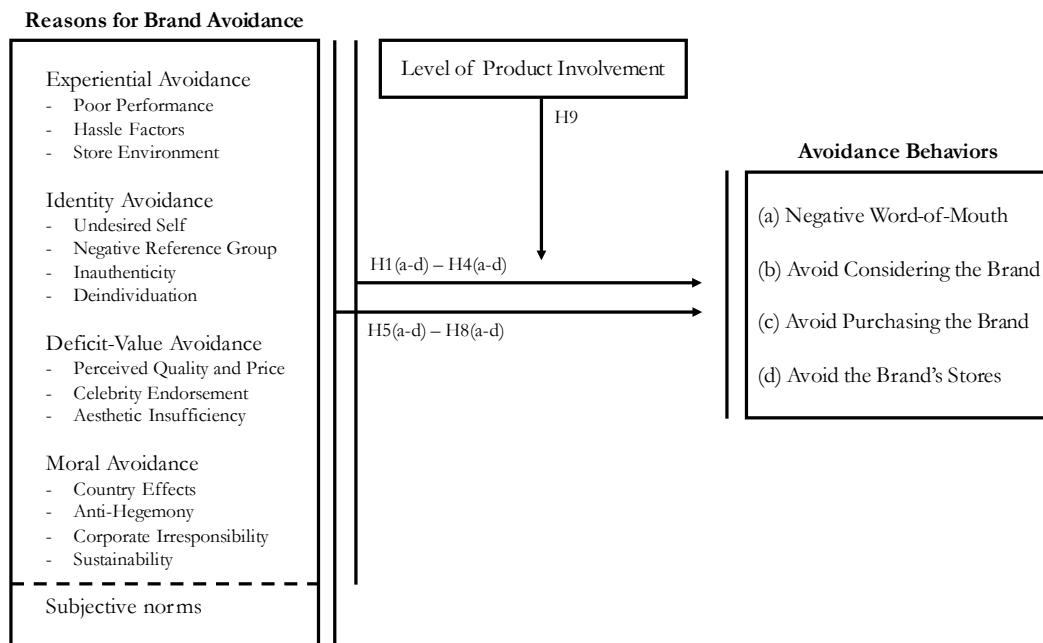 Reasons for Brand Avoidance
Experiential Avoidance
- Poor Performance
- Hassle Factors
- Store Environment
Identity Avoidance
- Undesired Self
- Negative Reference Group
- Inauthenticity
- Deindividuation
Deficit-Value Avoidance
- Perceived Quality and Price
- Celebrity Endorsement
- Aesthetic Insufficiency
Moral Avoidance
- Country Effects
- Anti-Hegemony
- Corporate Irresponsibility
- Sustainability
Subjective norms
Level of Product Involvement
H9
H1(a-d) – H4(a-d)
H5(a-d) – H8(a-d)
Avoidance Behaviors
(a) Negative Word-of-Mouth
(b) Avoid Considering the Brand
(c) Avoid Purchasing the Brand
(d) Avoid the Brand's Stores